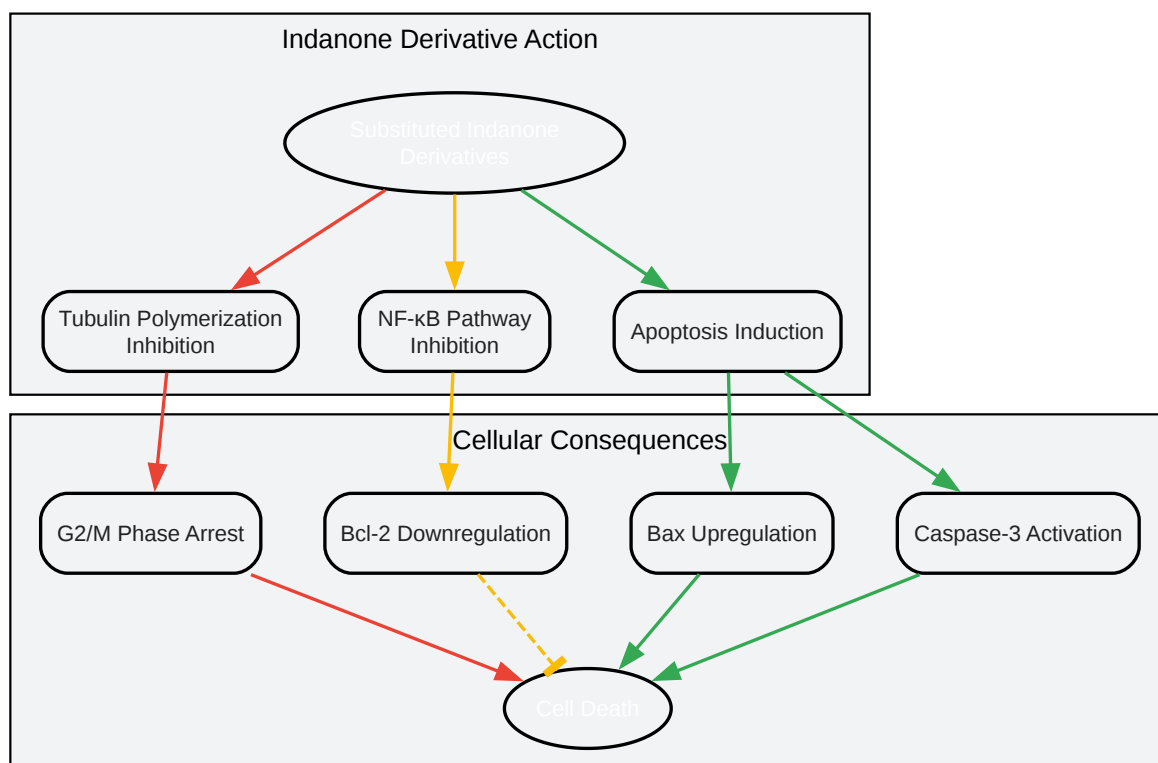 Indanone Derivative Action
Substituted Indanone
Derivatives
Tubulin Polymerization
Inhibition
NF-κB Pathway
Inhibition
Apoptosis Induction
Cellular Consequences
G2/M Phase Arrest
Bcl-2 Downregulation
Bax Upregulation
Caspase-3 Activation
Cell Death